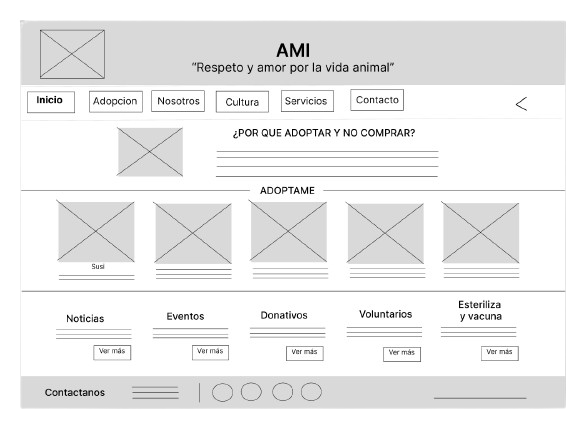 AMI
"Respeto y amor por la vida animal"
Inicio
Adopcion
Nosotros
Cultura
Servicios
Contacto
¿POR QUE ADOPTAR Y NO COMPRAR?
ADOPTAME
Susi
Noticias
Eventos
Donativos
Voluntarios
Esteriliza
y vacuna
Ver más
Ver más
Ver más
Ver más
Ver más
Contactanos